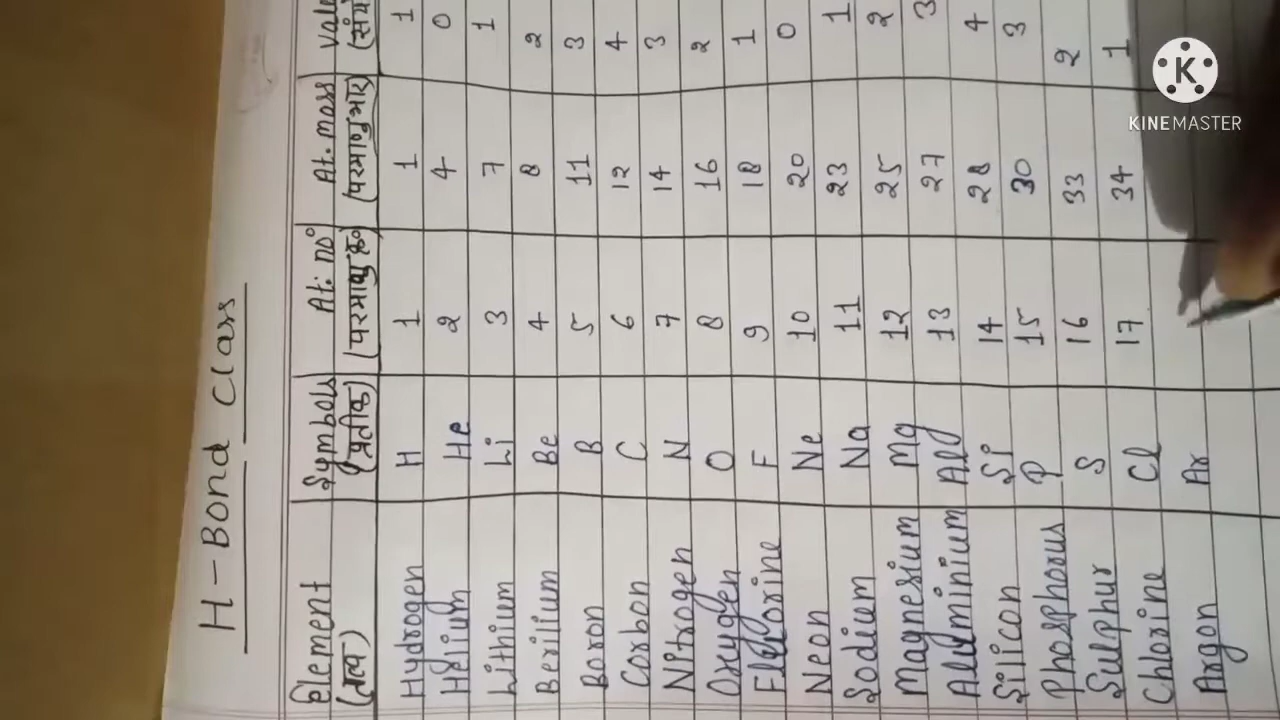 H-Bond Class
Element Symbols At. no At. mass Vale
(तत्व) (प्रतीक) (परमाणु क्र०) (परमाणु भार) (संयो
Hydrogen H 1 1 1
Helium He 2 4 0
Lithium Li 3 7 1
Berilium Be 4 8 2
Boron B 5 11 3
Carbon C 6 12 4
Nitrogen N 7 14 3
Oxygen O 8 16 2
Fluorine F 9 18 1
Neon Ne 10 20 0
Sodium Na 11 23 1
Magnesium Mg 12 25 2
Aluminium 13 27 3
Silicon Si 14 28 4
Phosphorus P 15 30 3
Sulphur S 16 33 2
Chlorine Cl 17 34 1
Argon Ar
KINEMASTER